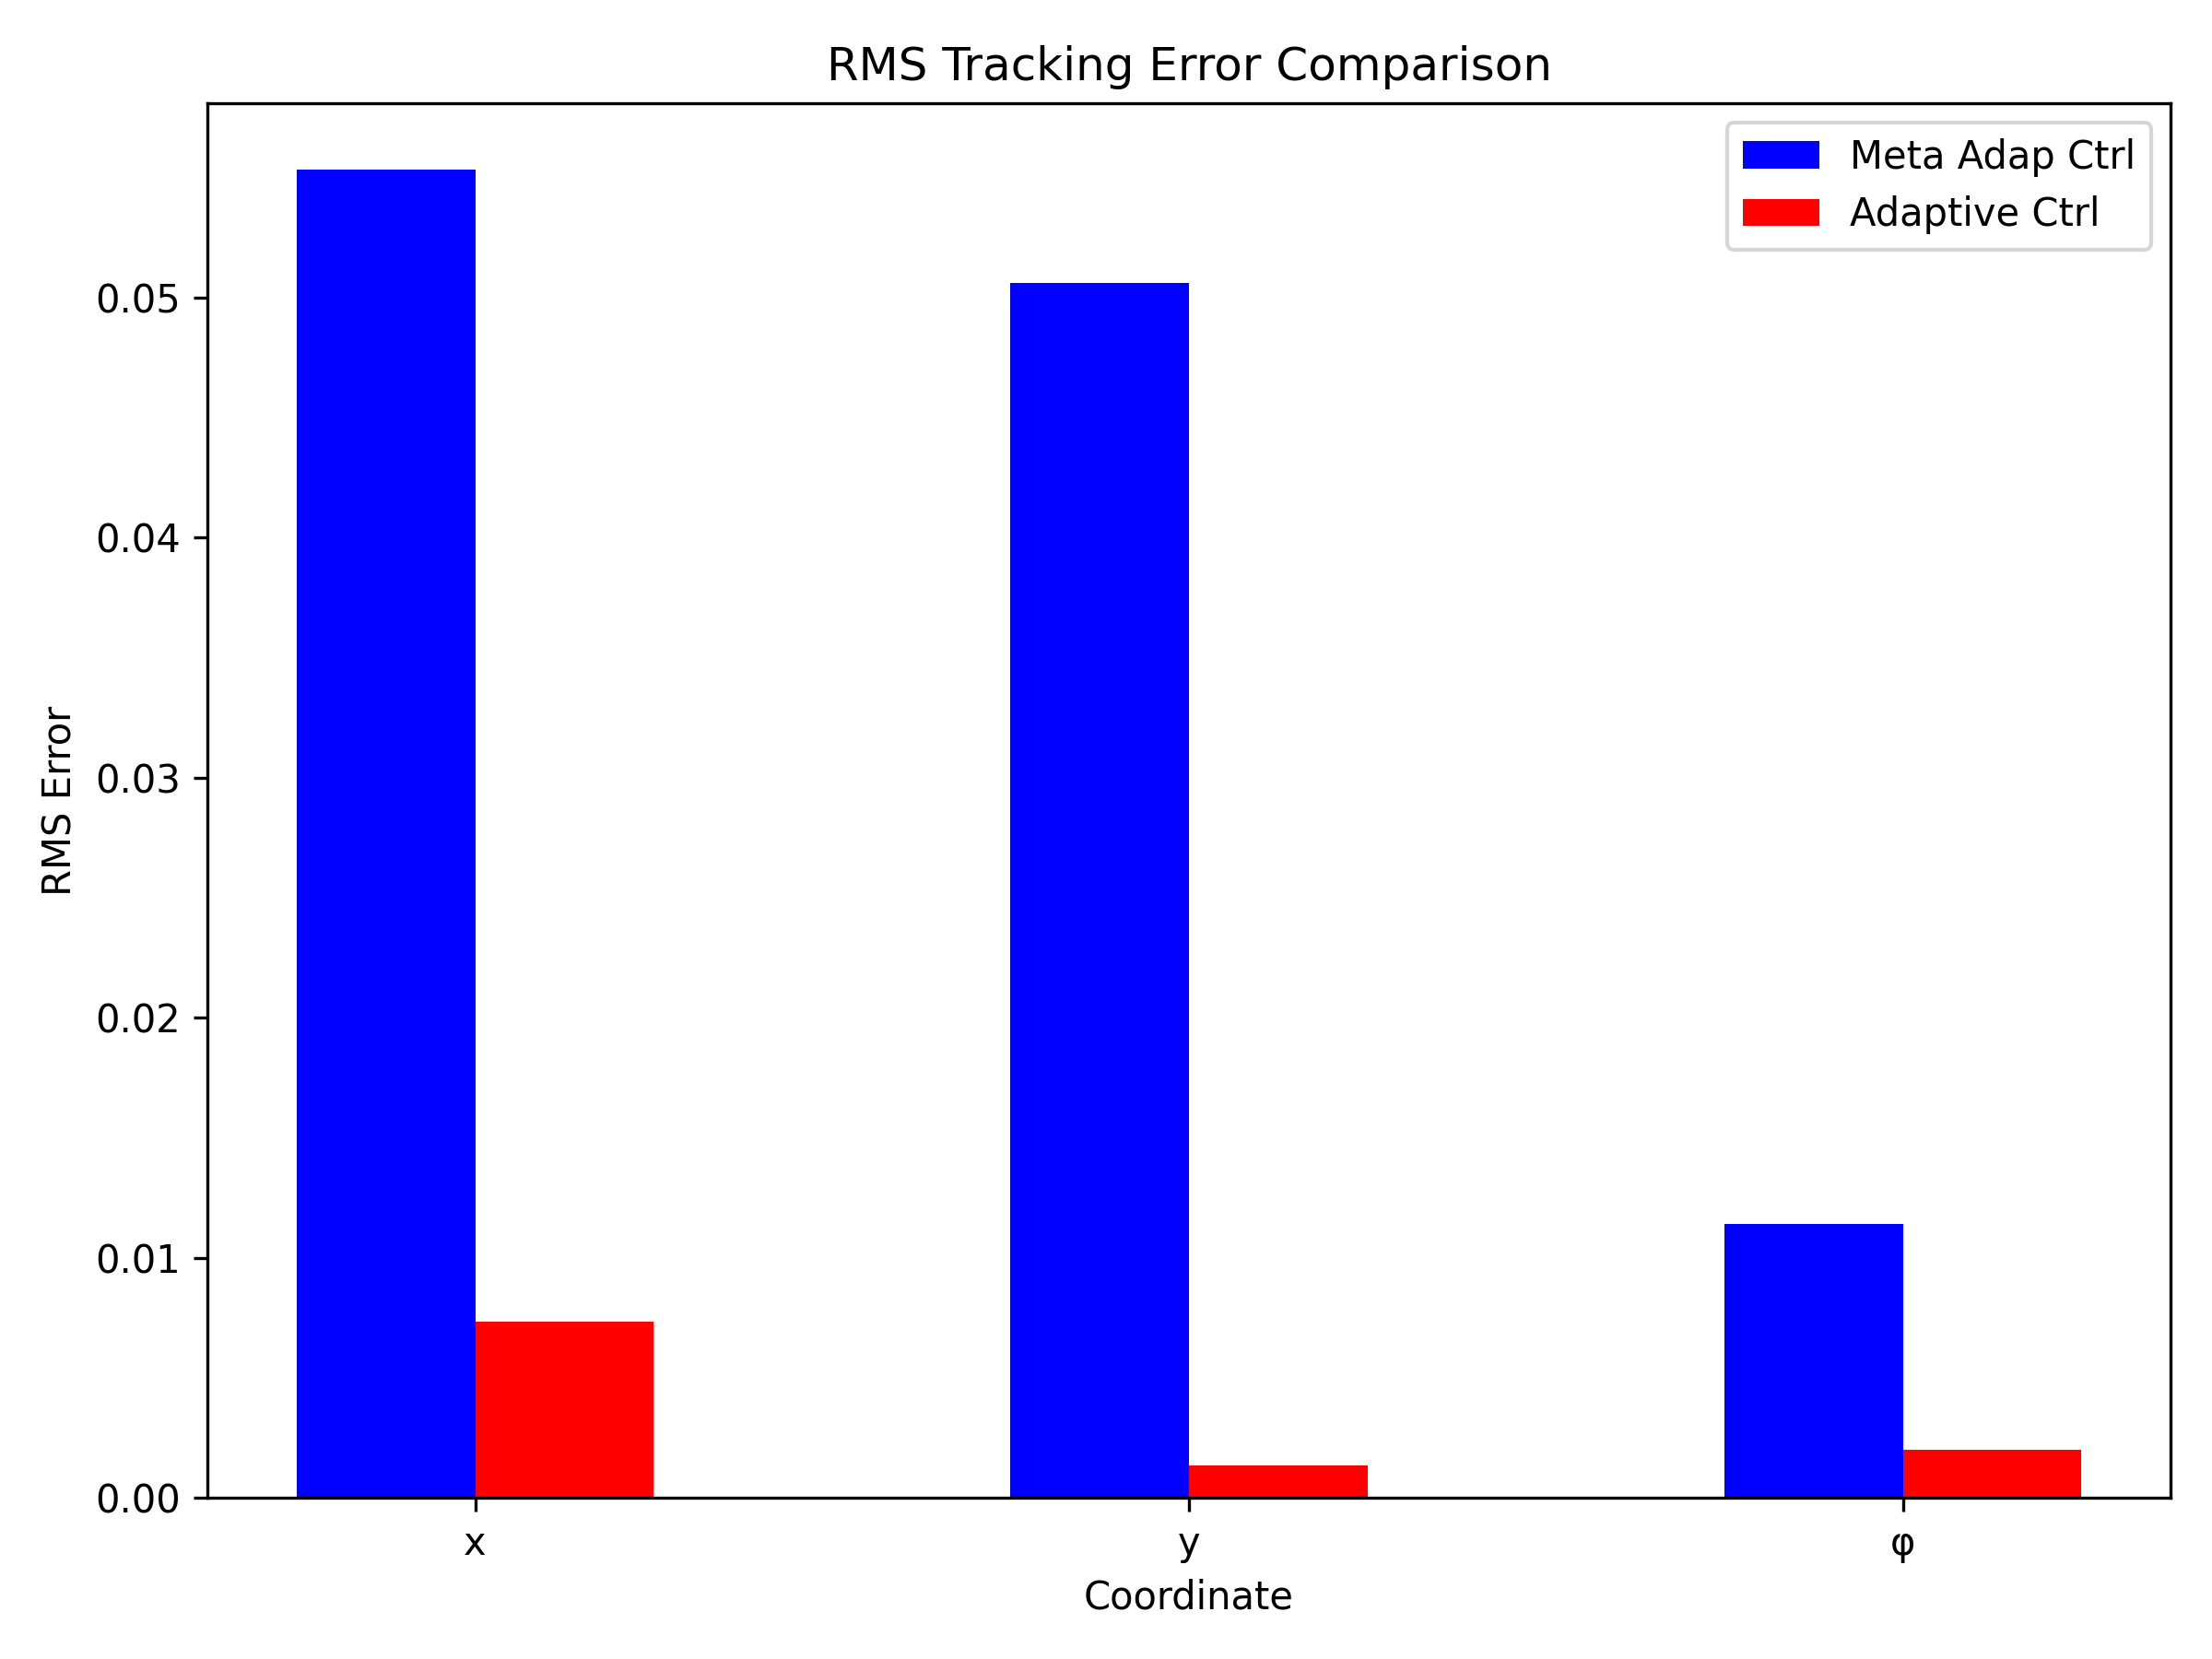 RMS Tracking Error Comparison
Meta Adap Ctrl
Adaptive Ctrl
RMS Error
0.05
0.04
0.03
0.02
0.01
0.00
x
y
φ
Coordinate